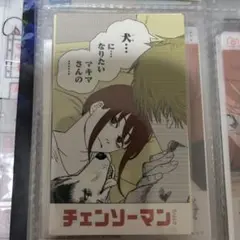 犬…
に…
なりたい
マキマ
さんの
……
チェンソーマン